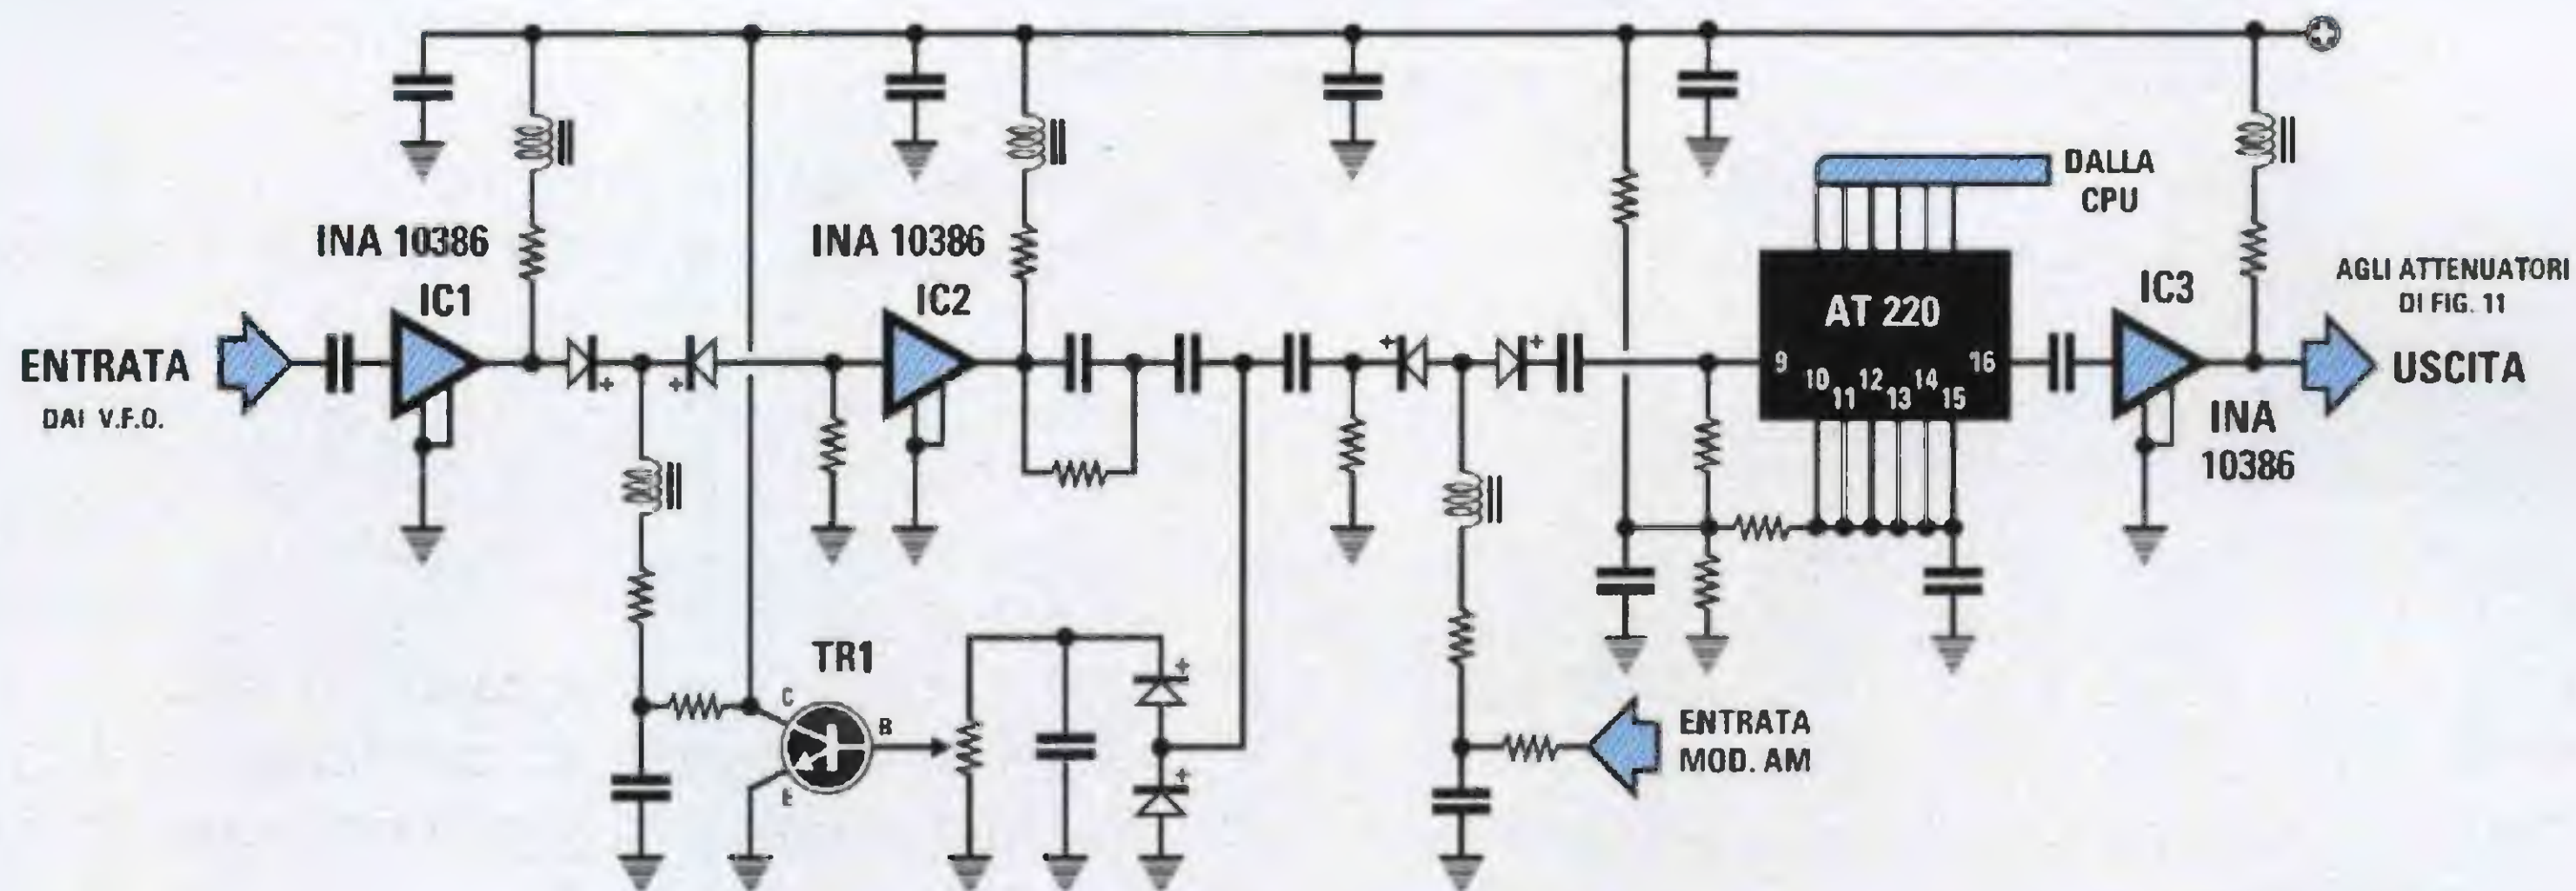 DALLA
CPU
INA 10386
IC1
INA 10386
IC2
AT 220
9
10
11
12
13
14
15
16
IC3
INA
10386
AGLI ATTENUATORI
DI FIG. 11
USCITA
ENTRATA
DAI V.F.O.
TR1
C
B
E
ENTRATA
MOD. AM
+
+
+
+
+
+
+